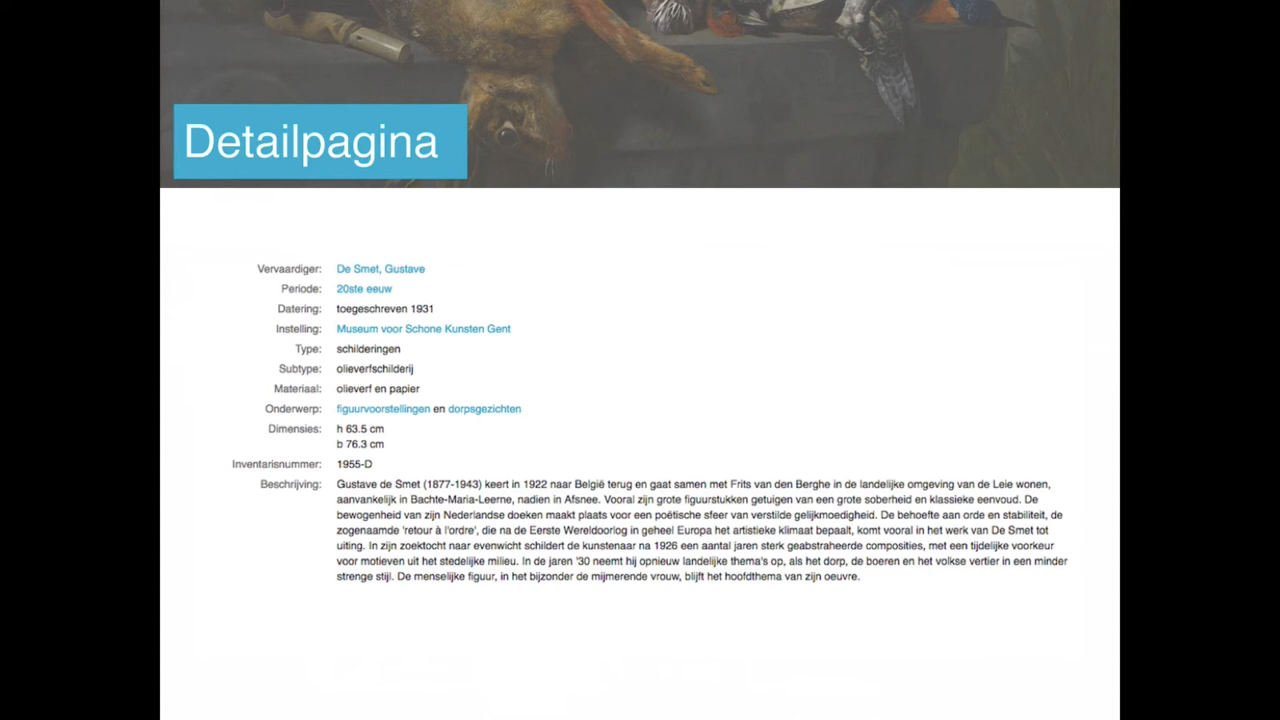 Detailpagina
Vervaardiger: De Smet, Gustave
Periode: 20ste eeuw
Datering: toegeschreven 1931
Instelling: Museum voor Schone Kunsten Gent
Type: schilderingen
Subtype: olieverfschilderij
Materiaal: olieverf en papier
Onderwerp: figuurvoorstellingen en dorpsgezichten
Dimensies: h 63.5 cm
b 76.3 cm
Inventarisnummer: 1955-D
Beschrijving: Gustave de Smet (1877-1943) keert in 1922 naar België terug en gaat samen met Frits van den Berghe in de landelijke omgeving van de Leie wonen,
aanvankelijk in Bachte-Maria-Leerne, nadien in Afsnee. Vooral zijn grote figuurstukken getuigen van een grote soberheid en klassieke eenvoud. De
bewogenheid van zijn Nederlandse doeken maakt plaats voor een poëtische sfeer van verstilde gelijkmoedigheid. De behoefte aan orde en stabiliteit, de
zogenaamde 'retour à l'ordre', die na de Eerste Wereldoorlog in geheel Europa het artistieke klimaat bepaalt, komt vooral in het werk van De Smet tot
uiting. In zijn zoektocht naar evenwicht schildert de kunstenaar na 1926 een aantal jaren sterk geabstraheerde composities, met een tijdelijke voorkeur
voor motieven uit het stedelijke milieu. In de jaren '30 neemt hij opnieuw landelijke thema's op, als het dorp, de boeren en het volkse vertier in een minder
strenge stijl. De menselijke figuur, in het bijzonder de mijmerende vrouw, blijft het hoofdthema van zijn oeuvre.